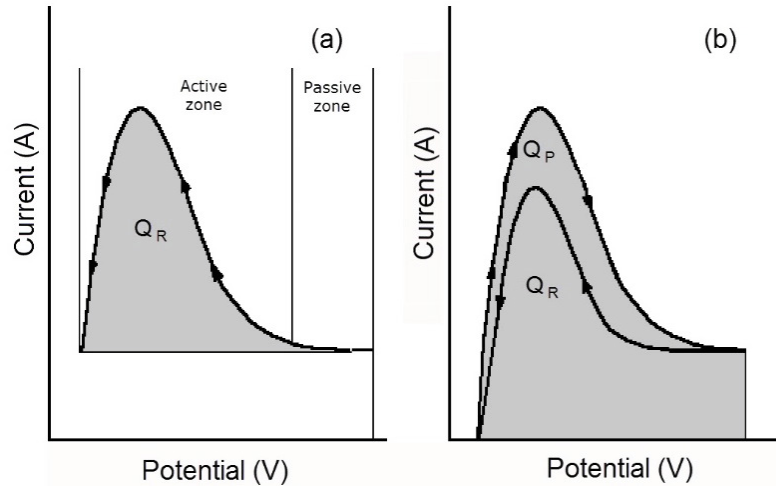 (a)
Active
zone
Passive
zone
Q R
Current (A)
Potential (V)
(b)
Q P
Q R
Current (A)
Potential (V)